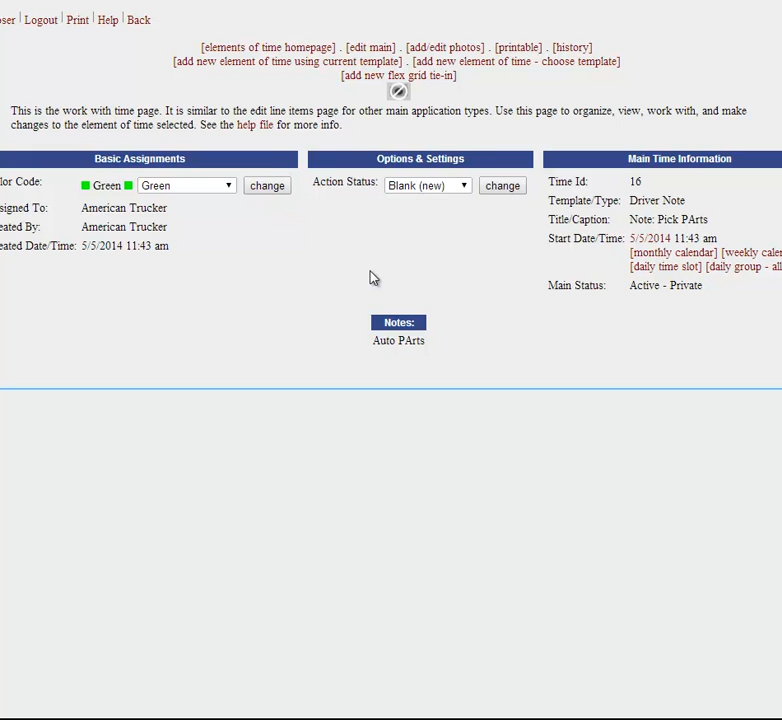 oser Logout Print Help Back
[elements of time homepage] . [edit main] . [add/edit photos] . [printable] . [history]
[add new element of time using current template] . [add new element of time - choose template]
[add new flex grid tie-in]
This is the work with time page. It is similar to the edit line items page for other main application types. Use this page to organize, view, work with, and make
changes to the element of time selected. See the help file for more info.
Basic Assignments
lor Code: Green Green change
signed To: American Trucker
eated By: American Trucker
eated Date/Time: 5/5/2014 11:43 am
Options & Settings
Action Status: Blank (new) change
Main Time Information
Time Id: 16
Template/Type: Driver Note
Title/Caption: Note: Pick PArts
Start Date/Time: 5/5/2014 11:43 am
[monthly calendar] [weekly caler
[daily time slot] [daily group - all
Main Status: Active - Private
Notes:
Auto PArts